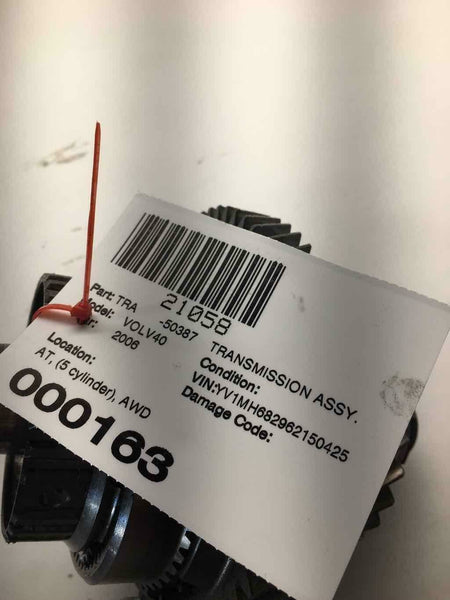 21058
Part: TRA -50387 TRANSMISSION ASSY.
Model: VOLV40
2006
Condition:
Location:
VIN:YV1MH682962150425
AT, (5 cylinder), AWD
Damage Code:
000163